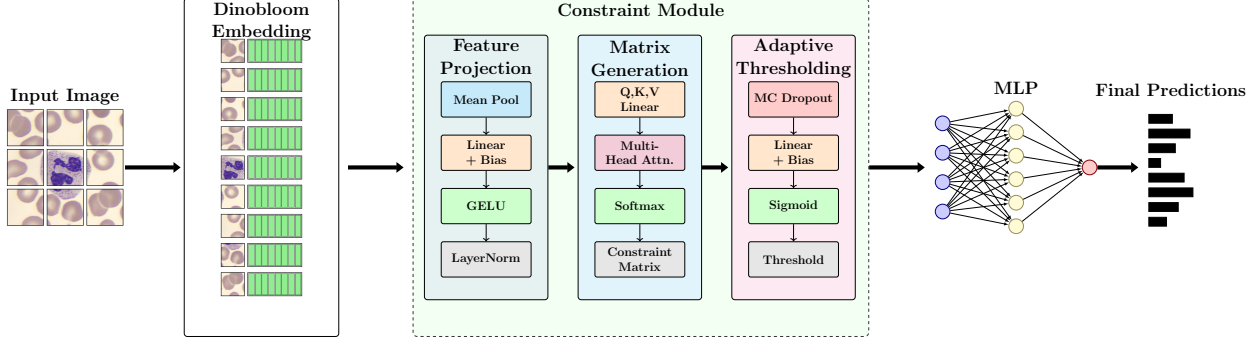 Input Image
Dinobloom
Embedding
Constraint Module
Feature
Projection
Mean Pool
Linear
+ Bias
GELU
LayerNorm
Matrix
Generation
Q,K,V
Linear
Multi-
Head Attn.
Softmax
Constraint
Matrix
Adaptive
Thresholding
MC Dropout
Linear
+ Bias
Sigmoid
Threshold
MLP
Final Predictions